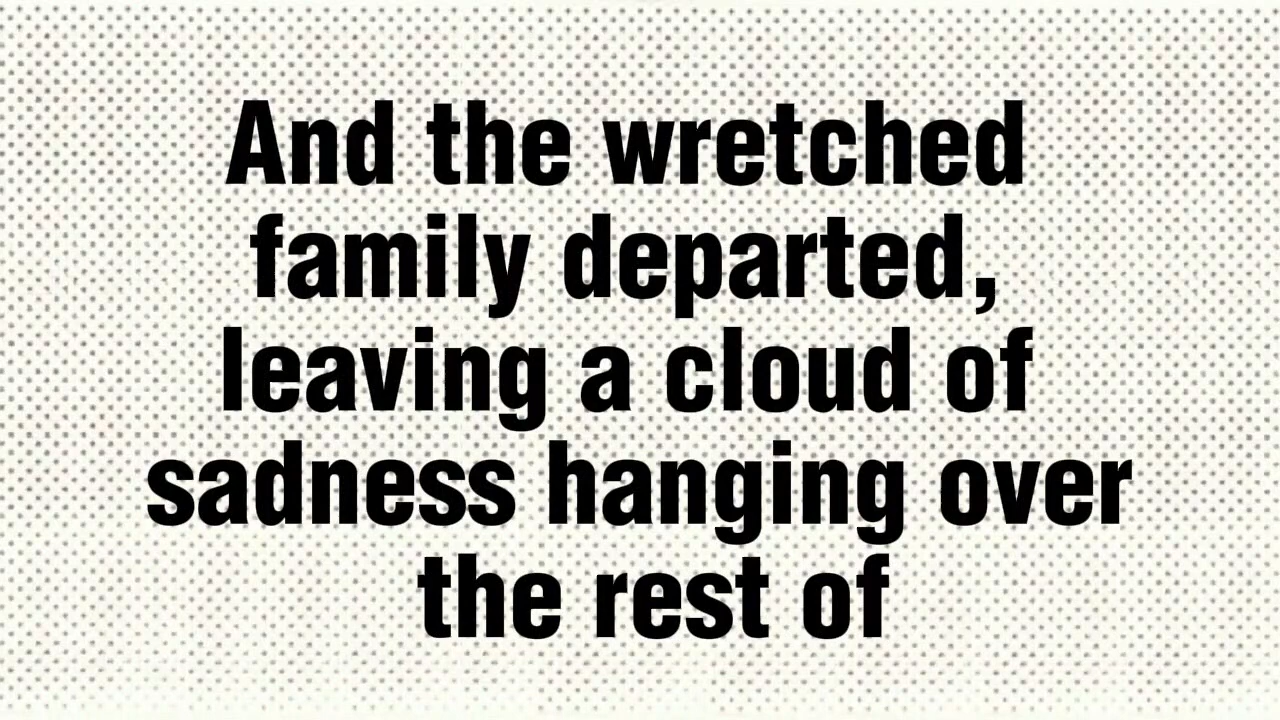 And the wretched
family departed,
leaving a cloud of
sadness hanging over
the rest of